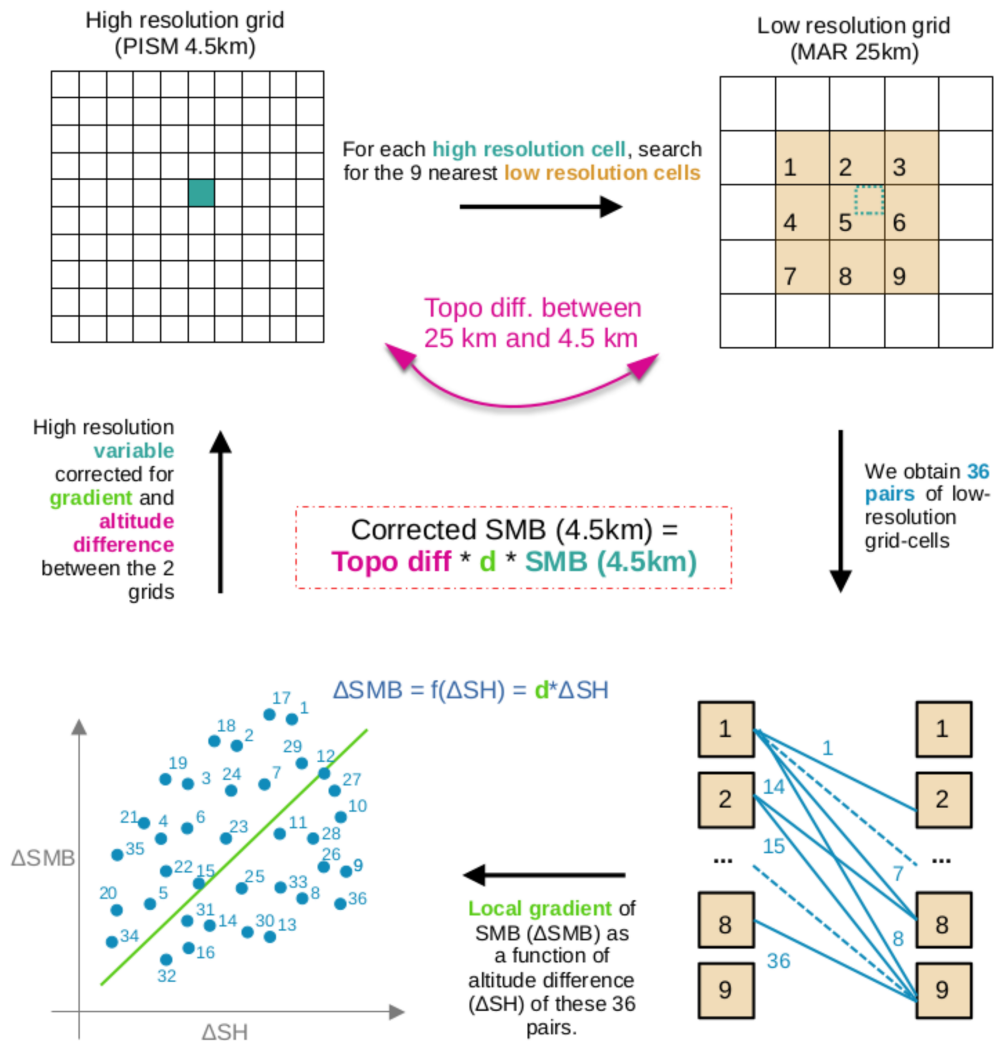 High resolution grid
(PISM 4.5km)
Low resolution grid
(MAR 25km)
For each high resolution cell, search
for the 9 nearest low resolution cells
1 2 3
4 5 6
7 8 9
Topo diff. between
25 km and 4.5 km
High resolution
variable
corrected for
gradient and
altitude
difference
between the 2
grids
Corrected SMB (4.5km) =
Topo diff * d * SMB (4.5km)
We obtain 36
pairs of low-
resolution
grid-cells
ΔSMB = f(ΔSH) = d*ΔSH
17 1
18 2
29 12
19 3 24 7 27
10
21 4 6 23 11 28
35
26 9
22 15
20 5 25 33 8 36
31 14 30 13
34
16
32
ΔSMB
ΔSH
Local gradient of
SMB (ΔSMB) as
a function of
altitude difference
(ΔSH) of these 36
pairs.
1 1 1
2 14 2
... 15 7 ...
8 8 8
36
9 9